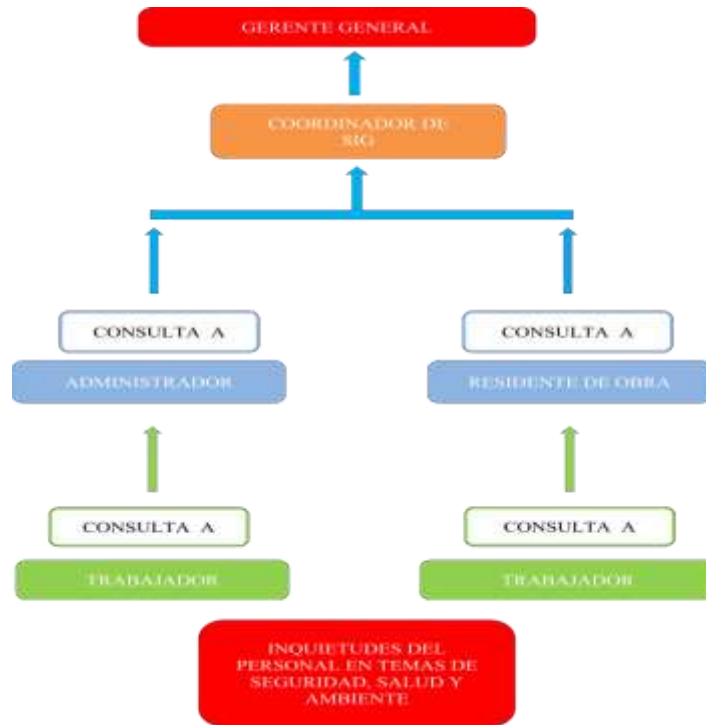 GERENTE GENERAL
COORDINADOR DE
SIG
CONSULTA A
CONSULTA A
ADMINISTRADOR
RESIDENTE DE OBRA
CONSULTA A
CONSULTA A
TRABAJADOR
TRABAJADOR
INQUIETUDES DEL
PERSONAL EN TEMAS DE
SEGURIDAD, SALUD Y
AMBIENTE